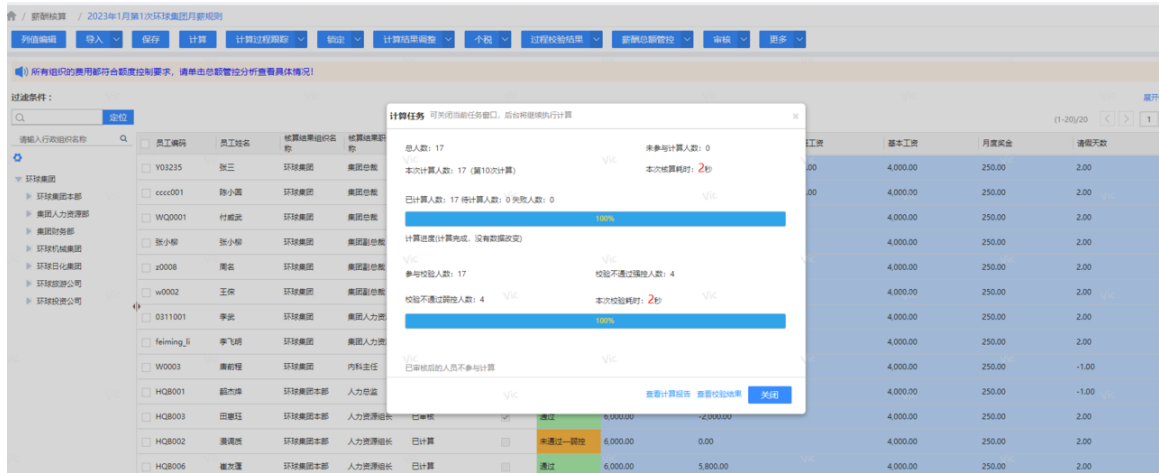 薪酬核算 / 2023年1月第1次环球集团月薪规则
列值编辑 导入 保存 计算 计算过程跟踪 锁定 计算结果调整 个税 过程校验结果 薪酬总额管控 审核 更多
所有组织的费用都符合额度控制要求，请单击总额管控分析查看具体情况！
过滤条件： 展开
定位 (1-20)/20 1
请输入行政组织名称
环球集团
环球集团本部
集团人力资源部
集团财务部
环球机械集团
环球日化集团
环球旅游公司
环球投资公司
员工编码 员工姓名 核算结果组织名称 核算结果职 称 工资 基本工资 月度奖金 请假天数
Y03235 张三 环球集团 集团总裁 .00 4,000.00 250.00 2.00
cccc001 陈小国 环球集团 集团总裁 .00 4,000.00 250.00 2.00
WQ0001 付威武 环球集团 集团总裁 4,000.00 250.00 2.00
张小柳 张小柳 环球集团 集团副总裁 4,000.00 250.00 2.00
z0008 周名 环球集团 集团副总裁 4,000.00 250.00 2.00
w0002 王保 环球集团 集团副总裁 4,000.00 250.00 2.00
0311001 李武 环球集团 集团人力资 4,000.00 250.00 2.00
feiming_li 李飞明 环球集团 集团人力资 4,000.00 250.00 2.00
W0003 唐前程 环球集团 内科主任 4,000.00 250.00 -1.00
HQB001 韶杰烽 环球集团本部 人力总监 4,000.00 250.00 -1.00
HQB003 田惠珏 环球集团本部 人力资源组长 已审核 通过 6,000.00 -2,000.00 4,000.00 250.00 2.00
HQB002 人力资源组长 环球集团本部 已计算 未通过—弱控 6,000.00 0.00 4,000.00 250.00 2.00
HQB006 崔友蓬 环球集团本部 人力资源组长 已计算 通过 6,000.00 5,800.00 4,000.00 250.00 2.00
计算任务 可关闭当前任务窗口，后台将继续执行计算
总人数：17 未参与计算人数：0
本次计算人数：17（第10次计算） 本次核算耗时：2秒
已计算人数：17 待计算人数：0 失败人数：0
100%
计算进度(计算完成，没有数据改变)
参与校验人数：17 校验不通过强控人数：4
校验不通过弱控人数：4 本次校验耗时：2秒
100%
已审核后的人员不参与计算
查看计算报告 查看校验结果 关闭